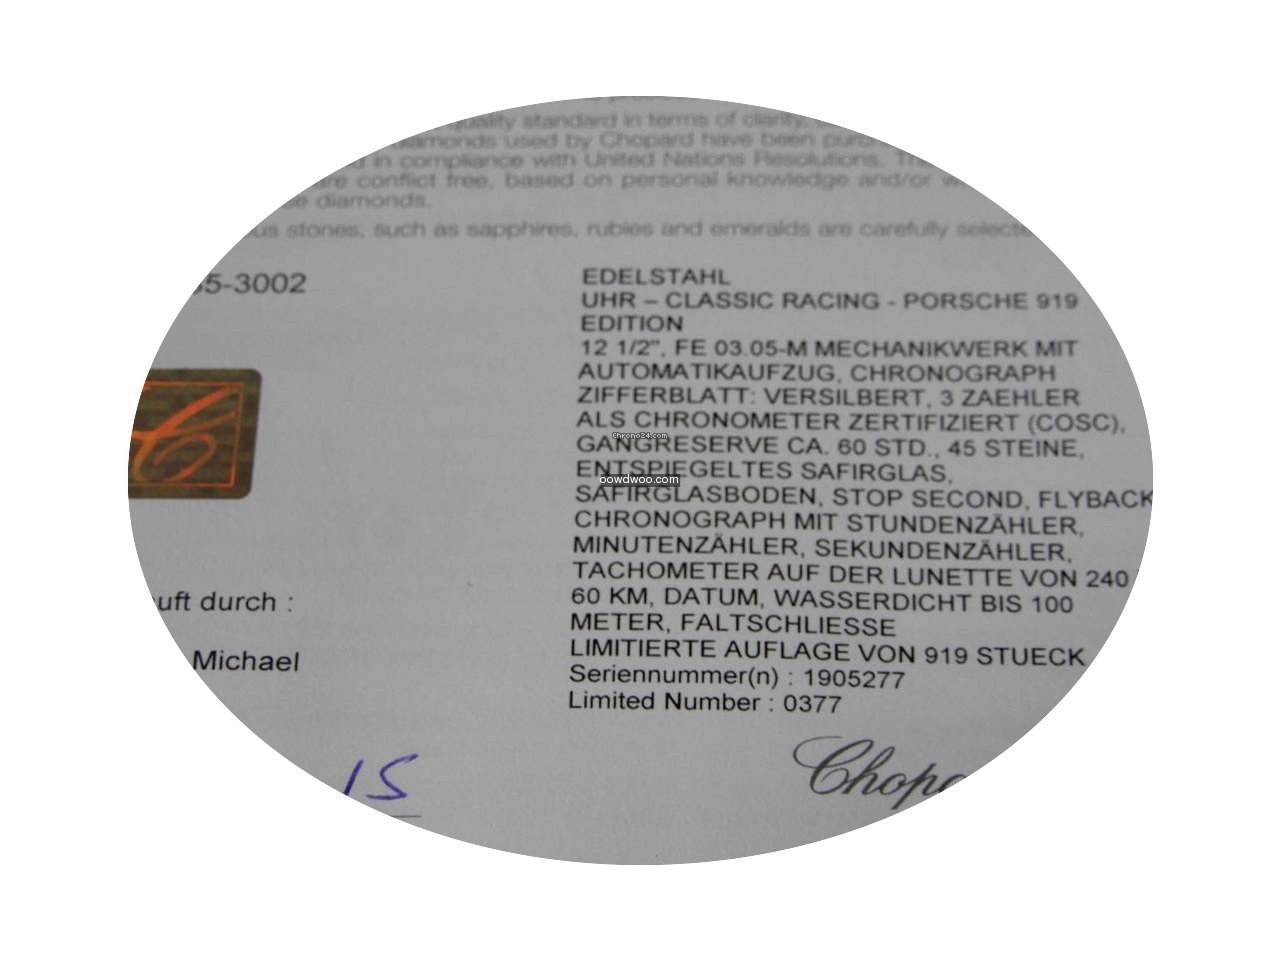 quality standard in terms of clarity,
diamonds used by Chopard have been
in compliance with United Nations Resolutions.
are conflict free, based on personal knowledge and/or
diamonds.
stones, such as sapphires, rubies and emeralds are carefully
5-3002
EDELSTAHL
UHR – CLASSIC RACING - PORSCHE 919
EDITION
12 1/2", FE 03.05-M MECHANIKWERK MIT
AUTOMATIKAUFZUG, CHRONOGRAPH
ZIFFERBLATT: VERSILBERT, 3 ZAEHLER
ALS CHRONOMETER ZERTIFIZIERT (COSC),
Chrono24.com
GANGRESERVE CA. 60 STD., 45 STEINE,
ENTSPIEGELTES SAFIRGLAS,
oowdwoo.com
SAFIRGLASBODEN, STOP SECOND, FLYBACK
CHRONOGRAPH MIT STUNDENZÄHLER,
MINUTENZÄHLER, SEKUNDENZÄHLER,
TACHOMETER AUF DER LUNETTE VON 240
60 KM, DATUM, WASSERDICHT BIS 100
METER, FALTSCHLIESSE
LIMITIERTE AUFLAGE VON 919 STUECK
Seriennummer(n) : 1905277
Limited Number : 0377
uft durch :
Michael
15
Chopa